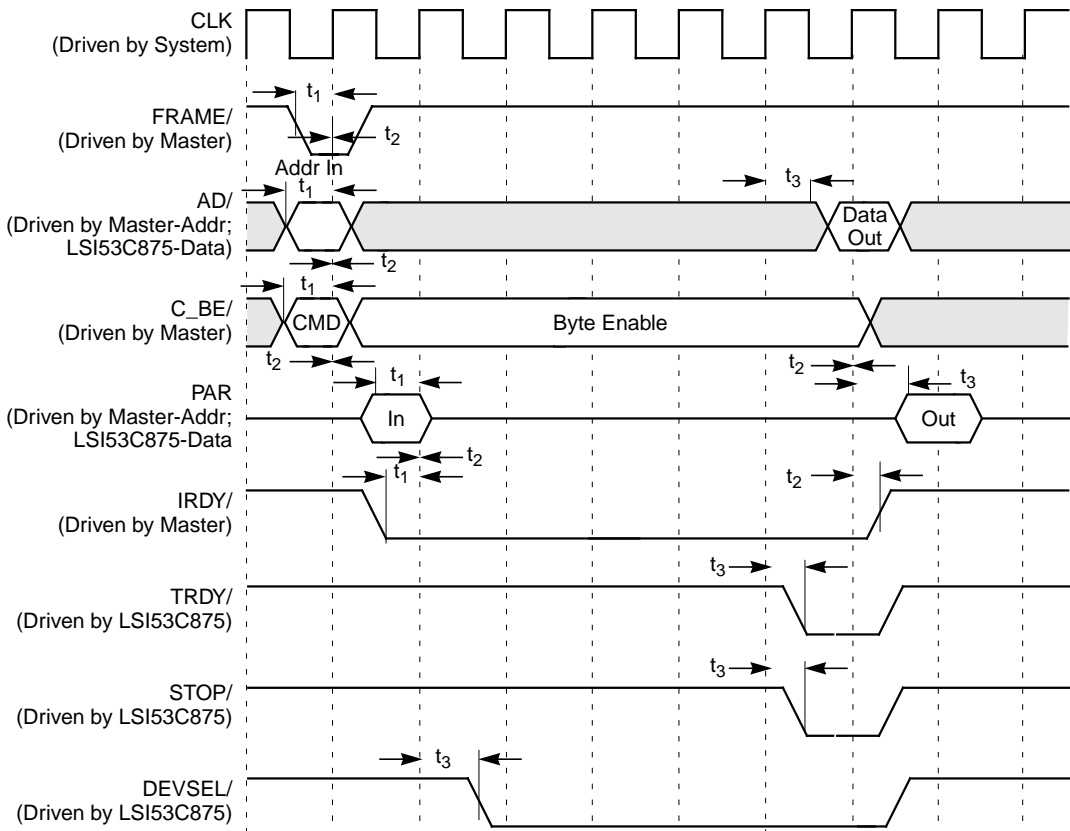 CLK
(Driven by System)
t1
FRAME/
(Driven by Master)
t2
Addr In
t1
t3
AD/
(Driven by Master-Addr;
LSI53C875-Data)
Data
Out
t2
t1
C_BE/
(Driven by Master)
CMD
Byte Enable
t2
t2
t1
t3
PAR
(Driven by Master-Addr;
LSI53C875-Data
In
Out
t2
t1
t2
IRDY/
(Driven by Master)
t3
TRDY/
(Driven by LSI53C875)
t3
STOP/
(Driven by LSI53C875)
t3
DEVSEL/
(Driven by LSI53C875)